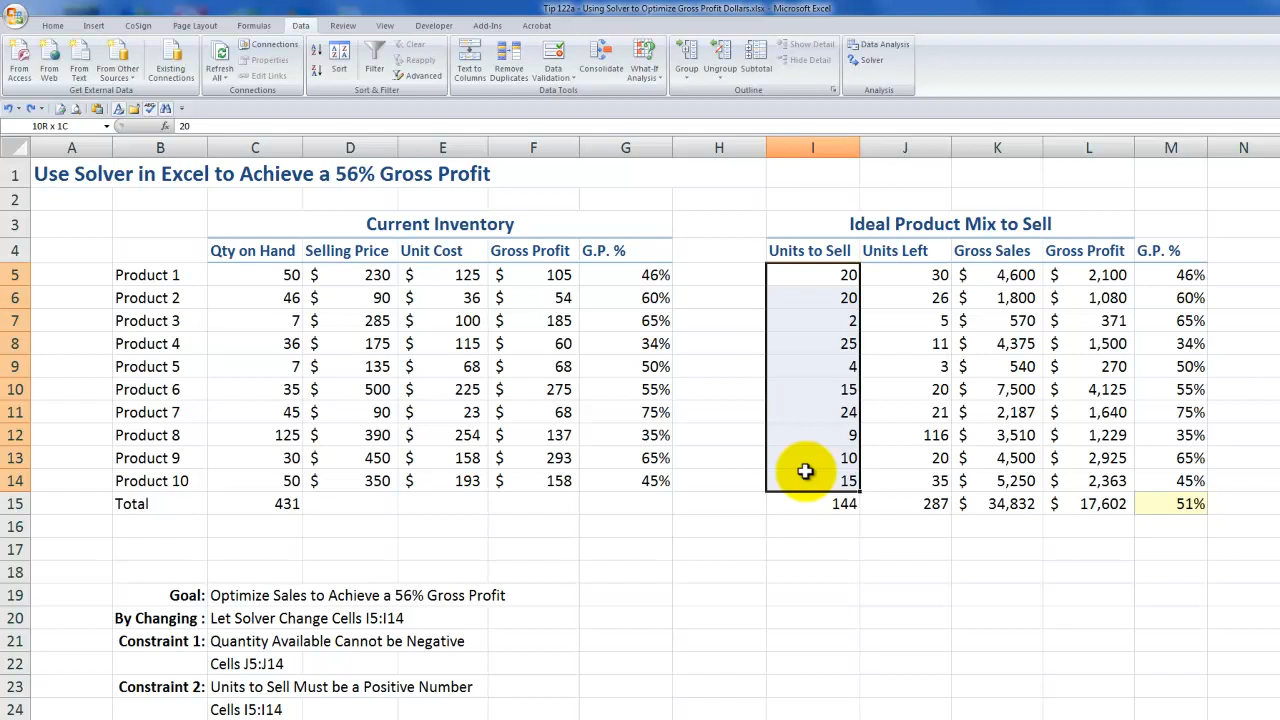 Tip 122a - Using Solver to Optimize Gross Profit Dollars.xlsx - Microsoft Excel
Home Insert CoSign Page Layout Formulas Data Review View Developer Add-Ins Acrobat
From Access From Web From Text From Other Sources Existing Connections Refresh All Connections Properties Edit Links Sort Filter Clear Reapply Advanced Text to Columns Remove Duplicates Data Validation Consolidate What-If Analysis Group Ungroup Subtotal Show Detail Hide Detail Data Analysis Solver
Get External Data Connections Sort & Filter Data Tools Outline Analysis
10R x 1C fx 20
A B C D E F G H I J K L M N
1 Use Solver in Excel to Achieve a 56% Gross Profit
2
3 Current Inventory Ideal Product Mix to Sell
4 Qty on Hand Selling Price Unit Cost Gross Profit G.P. % Units to Sell Units Left Gross Sales Gross Profit G.P. %
5 Product 1 50 $ 230 $ 125 $ 105 46% 20 30 $ 4,600 $ 2,100 46%
6 Product 2 46 $ 90 $ 36 $ 54 60% 20 26 $ 1,800 $ 1,080 60%
7 Product 3 7 $ 285 $ 100 $ 185 65% 2 5 $ 570 $ 371 65%
8 Product 4 36 $ 175 $ 115 $ 60 34% 25 11 $ 4,375 $ 1,500 34%
9 Product 5 7 $ 135 $ 68 $ 68 50% 4 3 $ 540 $ 270 50%
10 Product 6 35 $ 500 $ 225 $ 275 55% 15 20 $ 7,500 $ 4,125 55%
11 Product 7 45 $ 90 $ 23 $ 68 75% 24 21 $ 2,187 $ 1,640 75%
12 Product 8 125 $ 390 $ 254 $ 137 35% 9 116 $ 3,510 $ 1,229 35%
13 Product 9 30 $ 450 $ 158 $ 293 65% 10 20 $ 4,500 $ 2,925 65%
14 Product 10 50 $ 350 $ 193 $ 158 45% 15 35 $ 5,250 $ 2,363 45%
15 Total 431 144 287 $ 34,832 $ 17,602 51%
16
17
18
19 Goal: Optimize Sales to Achieve a 56% Gross Profit
20 By Changing : Let Solver Change Cells I5:I14
21 Constraint 1: Quantity Available Cannot be Negative
22 Cells J5:J14
23 Constraint 2: Units to Sell Must be a Positive Number
24 Cells I5:I14